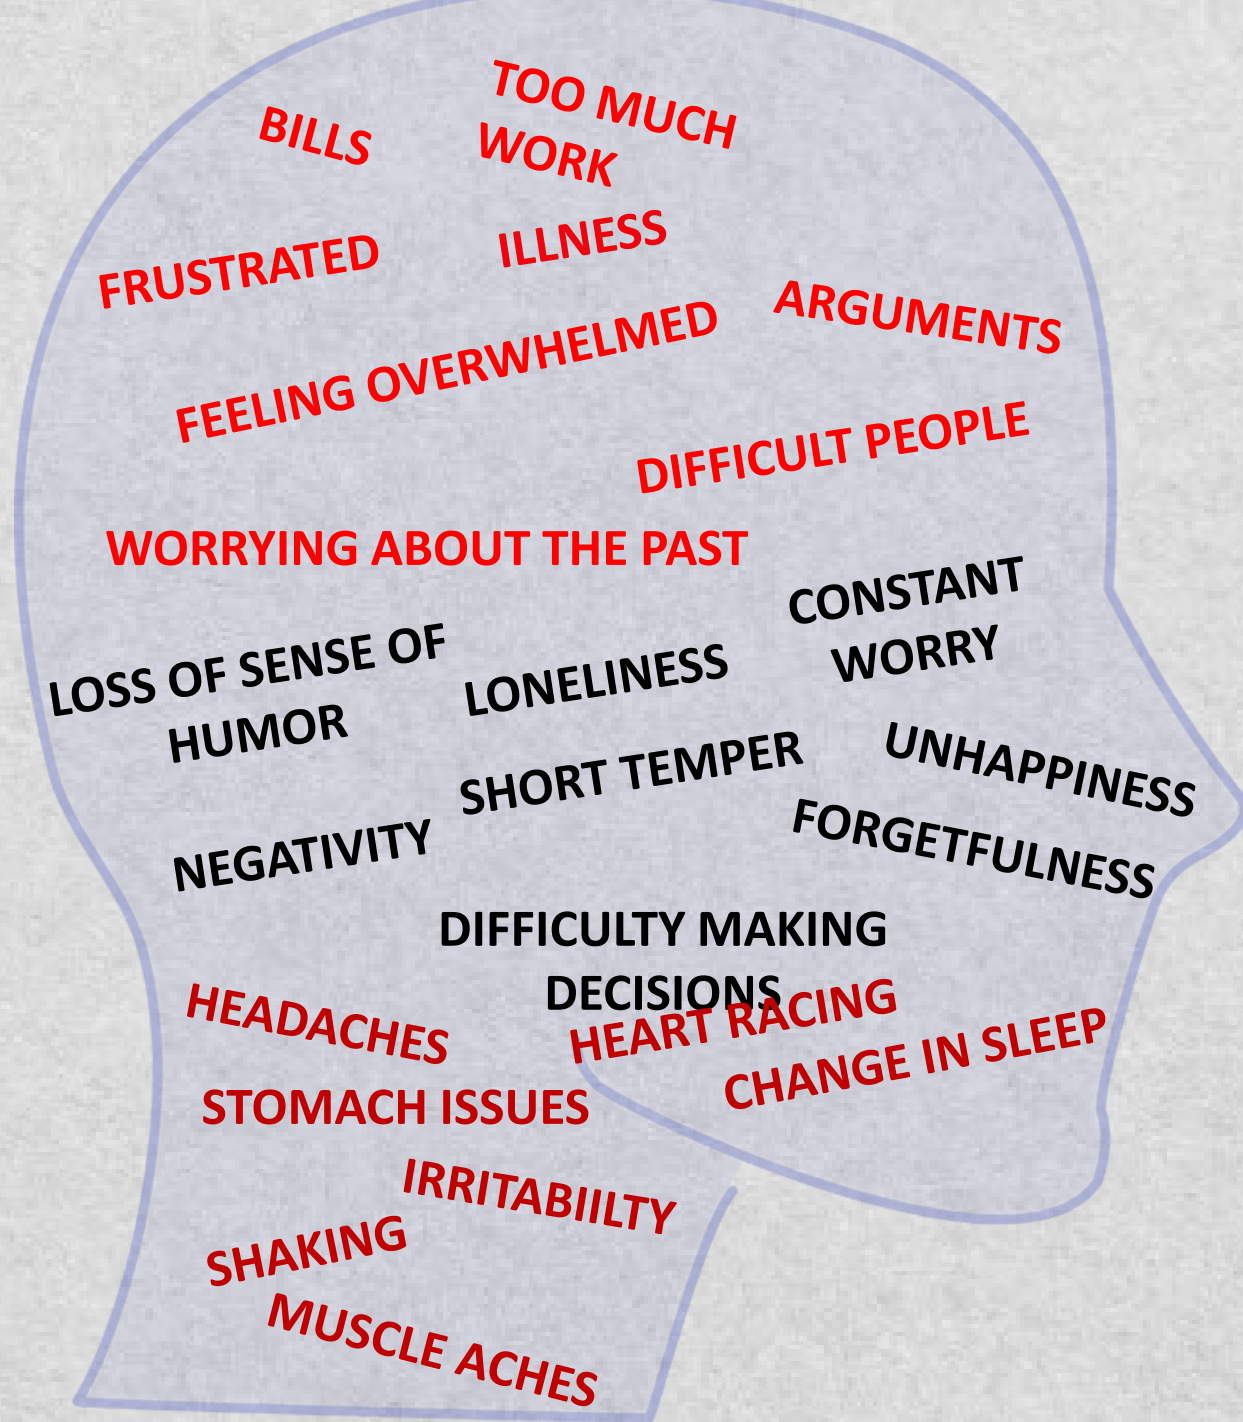 BILLS
TOO MUCH
WORK
FRUSTRATED
ILLNESS
ARGUMENTS
FEELING OVERWHELMED
DIFFICULT PEOPLE
WORRYING ABOUT THE PAST
CONSTANT
WORRY
LOSS OF SENSE OF
HUMOR
LONELINESS
SHORT TEMPER
UNHAPPINESS
NEGATIVITY
FORGETFULNESS
DIFFICULTY MAKING
DECISIONS
HEADACHES
HEART RACING
CHANGE IN SLEEP
STOMACH ISSUES
IRRITABIILTY
SHAKING
MUSCLE ACHES